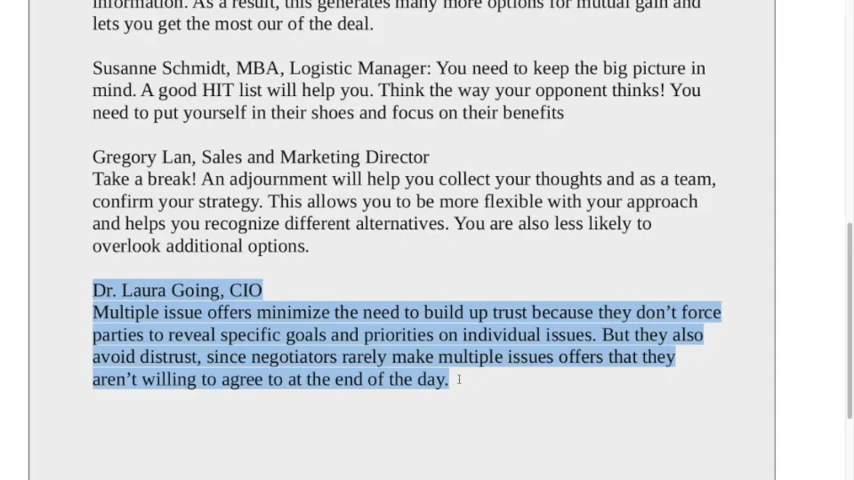 information. As a result, this generates many more options for mutual gain and
lets you get the most our of the deal.
Susanne Schmidt, MBA, Logistic Manager: You need to keep the big picture in
mind. A good HIT list will help you. Think the way your opponent thinks! You
need to put yourself in their shoes and focus on their benefits
Gregory Lan, Sales and Marketing Director
Take a break! An adjournment will help you collect your thoughts and as a team,
confirm your strategy. This allows you to be more flexible with your approach
and helps you recognize different alternatives. You are also less likely to
overlook additional options.
Dr. Laura Going, CIO
Multiple issue offers minimize the need to build up trust because they don’t force
parties to reveal specific goals and priorities on individual issues. But they also
avoid distrust, since negotiators rarely make multiple issues offers that they
aren’t willing to agree to at the end of the day.